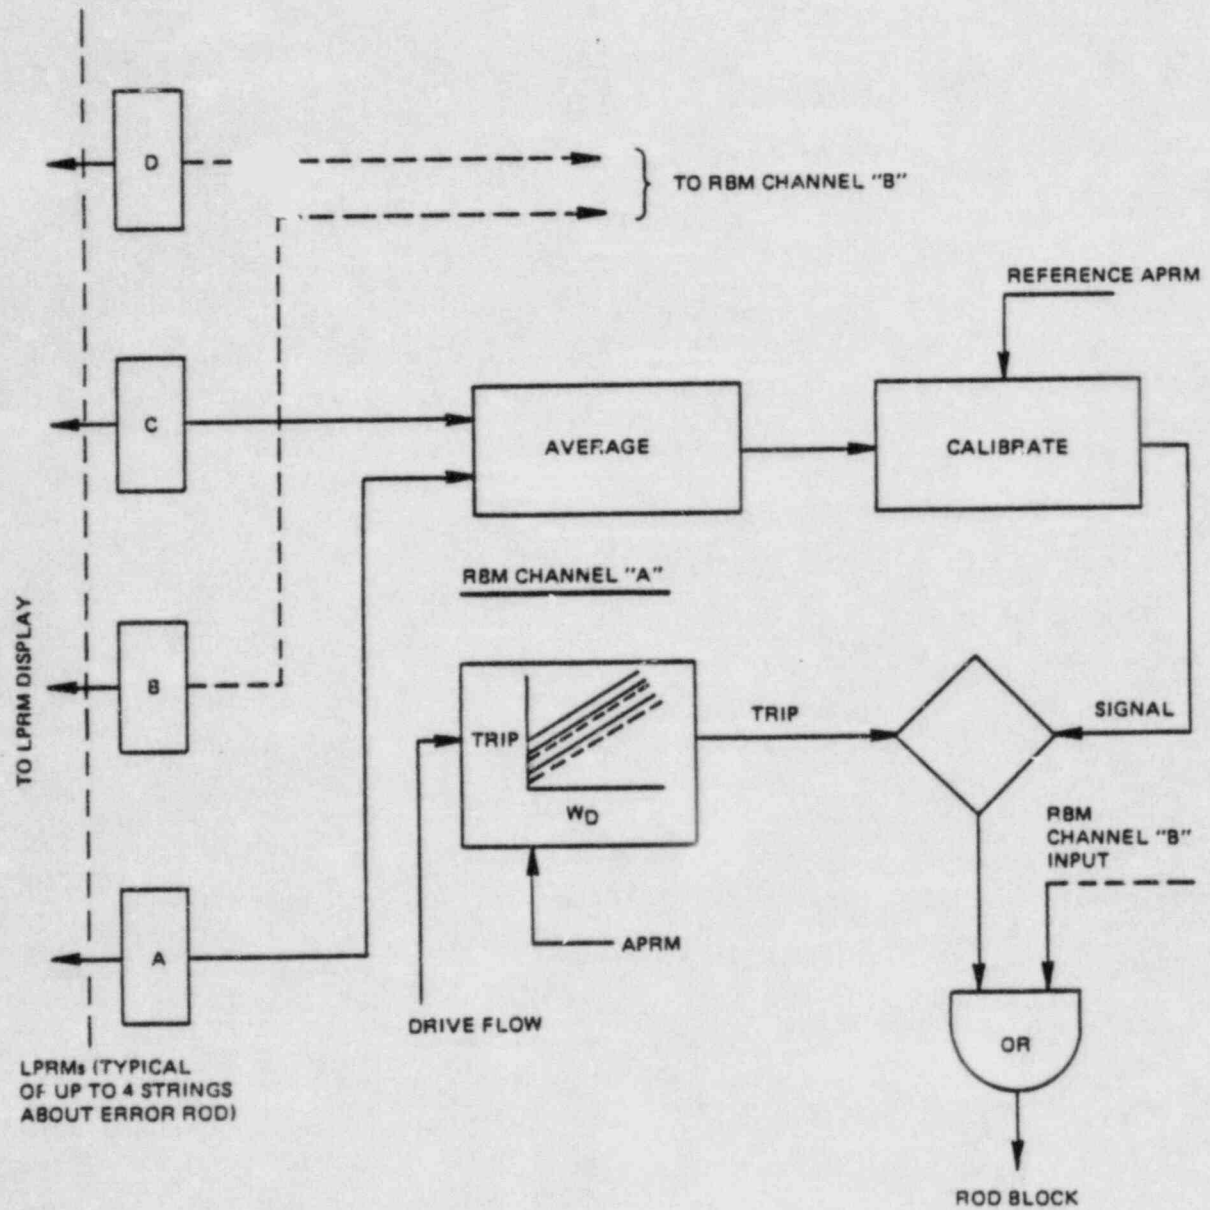 D
TO RBM CHANNEL "B"
REFERENCE APRM
C
AVERAGE
CALIBRATE
RBM CHANNEL "A"
TO LPRM DISPLAY
B
TRIP
W_D
TRIP
SIGNAL
RBM
CHANNEL "B"
INPUT
A
APRM
DRIVE FLOW
OR
LPRMs (TYPICAL
OF UP TO 4 STRINGS
ABOUT ERROR ROD)
ROD BLOCK